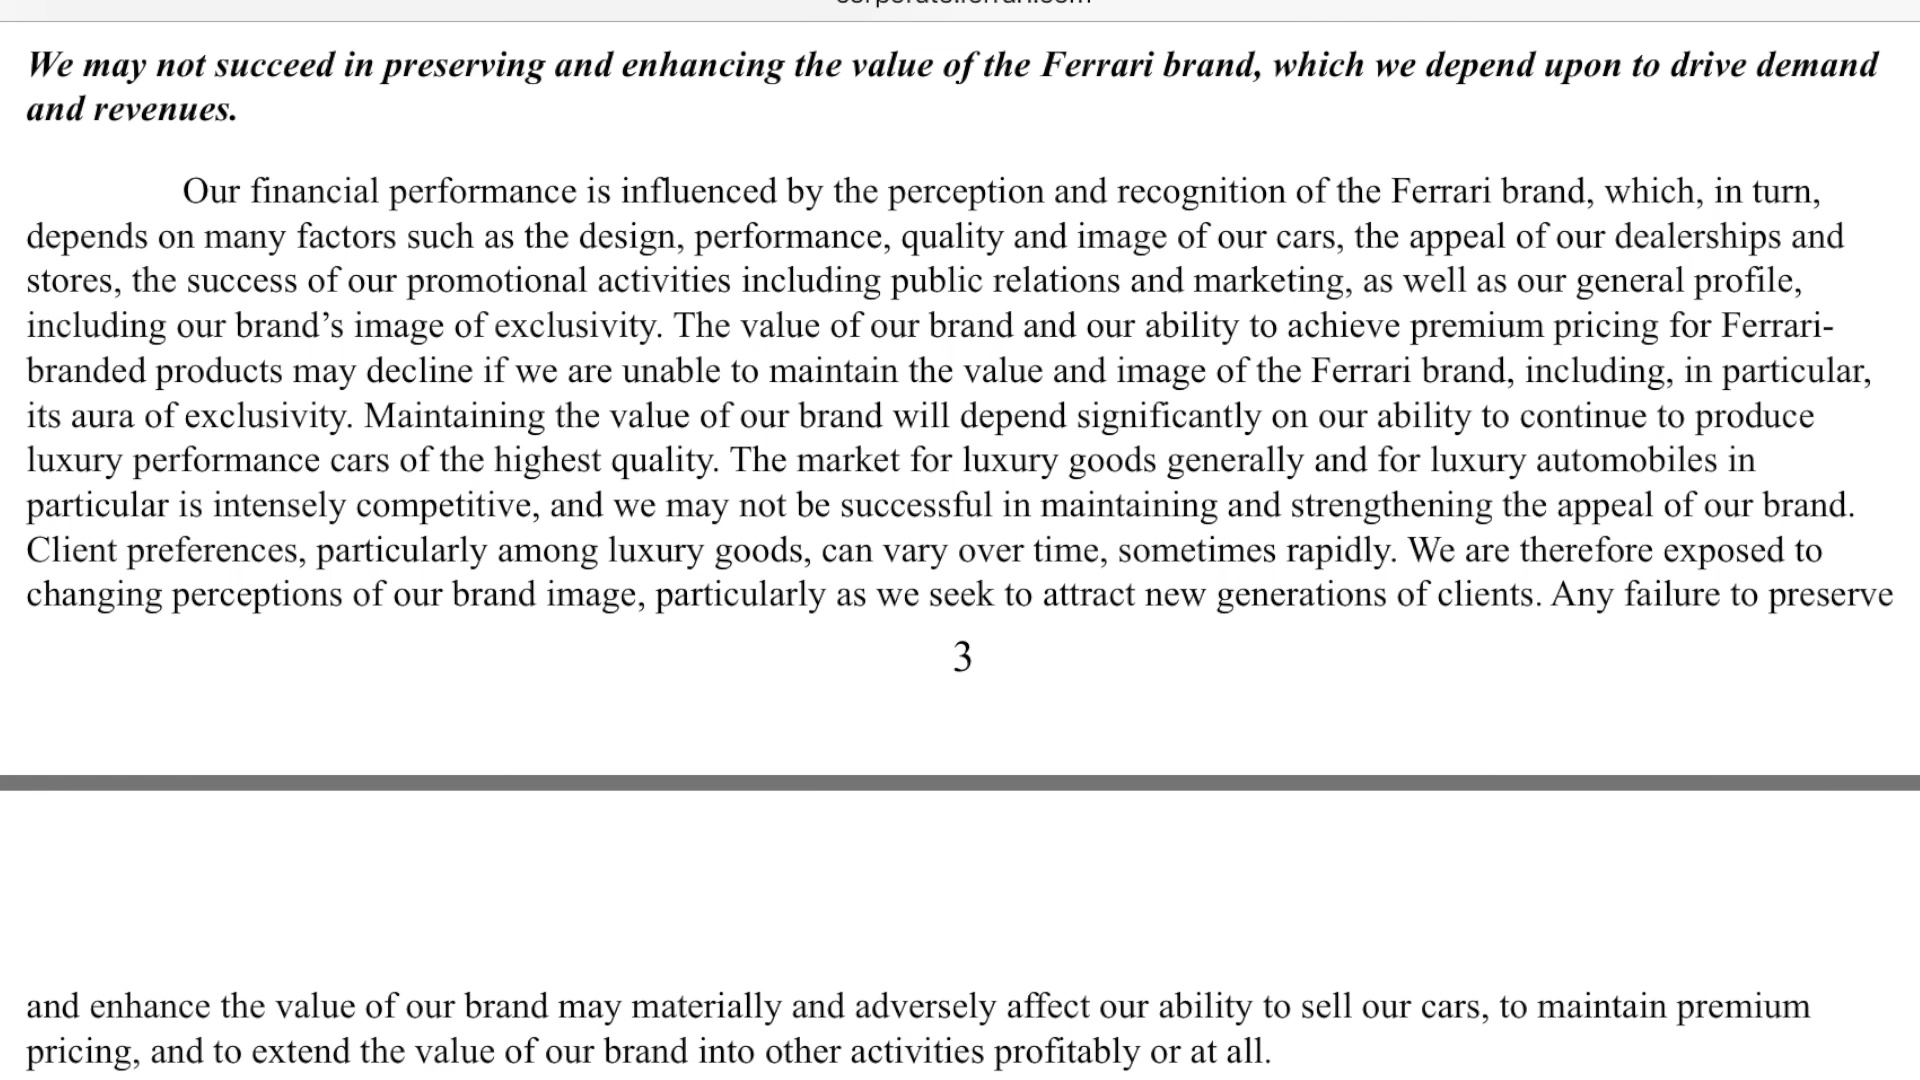 We may not succeed in preserving and enhancing the value of the Ferrari brand, which we depend upon to drive demand
and revenues.
Our financial performance is influenced by the perception and recognition of the Ferrari brand, which, in turn,
depends on many factors such as the design, performance, quality and image of our cars, the appeal of our dealerships and
stores, the success of our promotional activities including public relations and marketing, as well as our general profile,
including our brand’s image of exclusivity. The value of our brand and our ability to achieve premium pricing for Ferrari-
branded products may decline if we are unable to maintain the value and image of the Ferrari brand, including, in particular,
its aura of exclusivity. Maintaining the value of our brand will depend significantly on our ability to continue to produce
luxury performance cars of the highest quality. The market for luxury goods generally and for luxury automobiles in
particular is intensely competitive, and we may not be successful in maintaining and strengthening the appeal of our brand.
Client preferences, particularly among luxury goods, can vary over time, sometimes rapidly. We are therefore exposed to
changing perceptions of our brand image, particularly as we seek to attract new generations of clients. Any failure to preserve
3
and enhance the value of our brand may materially and adversely affect our ability to sell our cars, to maintain premium
pricing, and to extend the value of our brand into other activities profitably or at all.